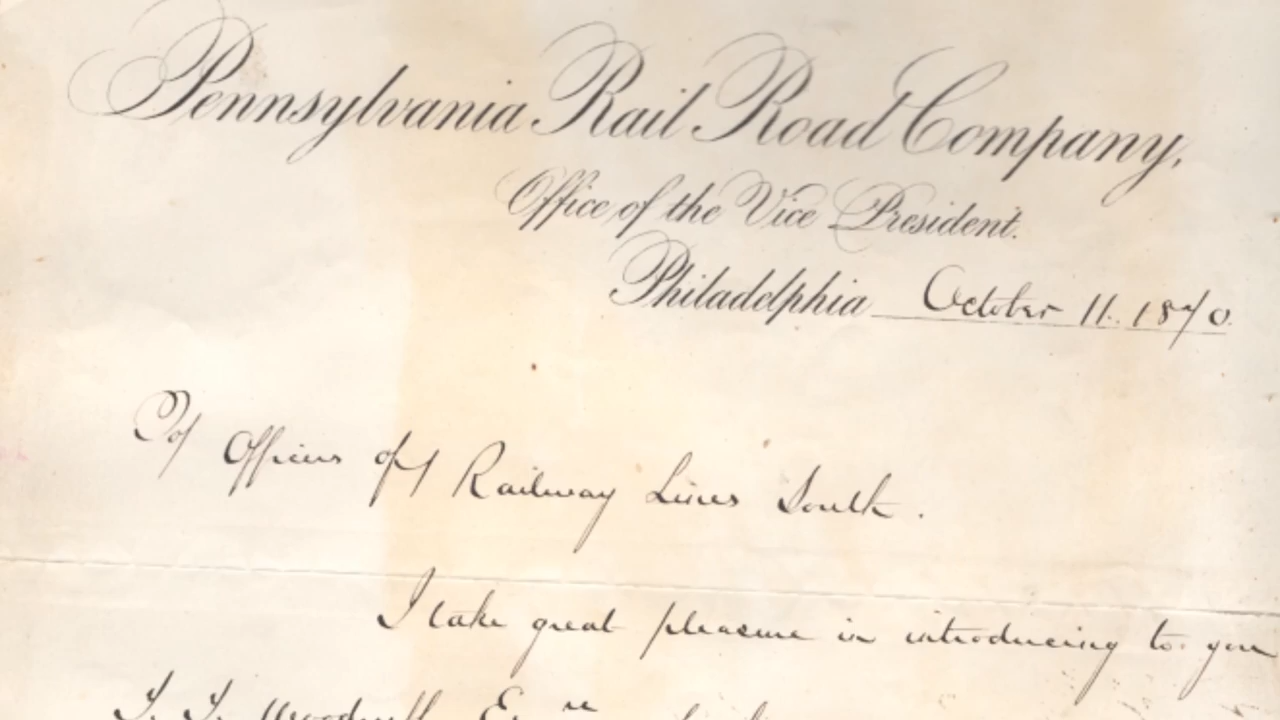 Pennsylvania Rail Road Company,
Office of the Vice President.
Philadelphia October 11. 1870.
To Officers of Railway Lines South.
I take great pleasure in introducing to you